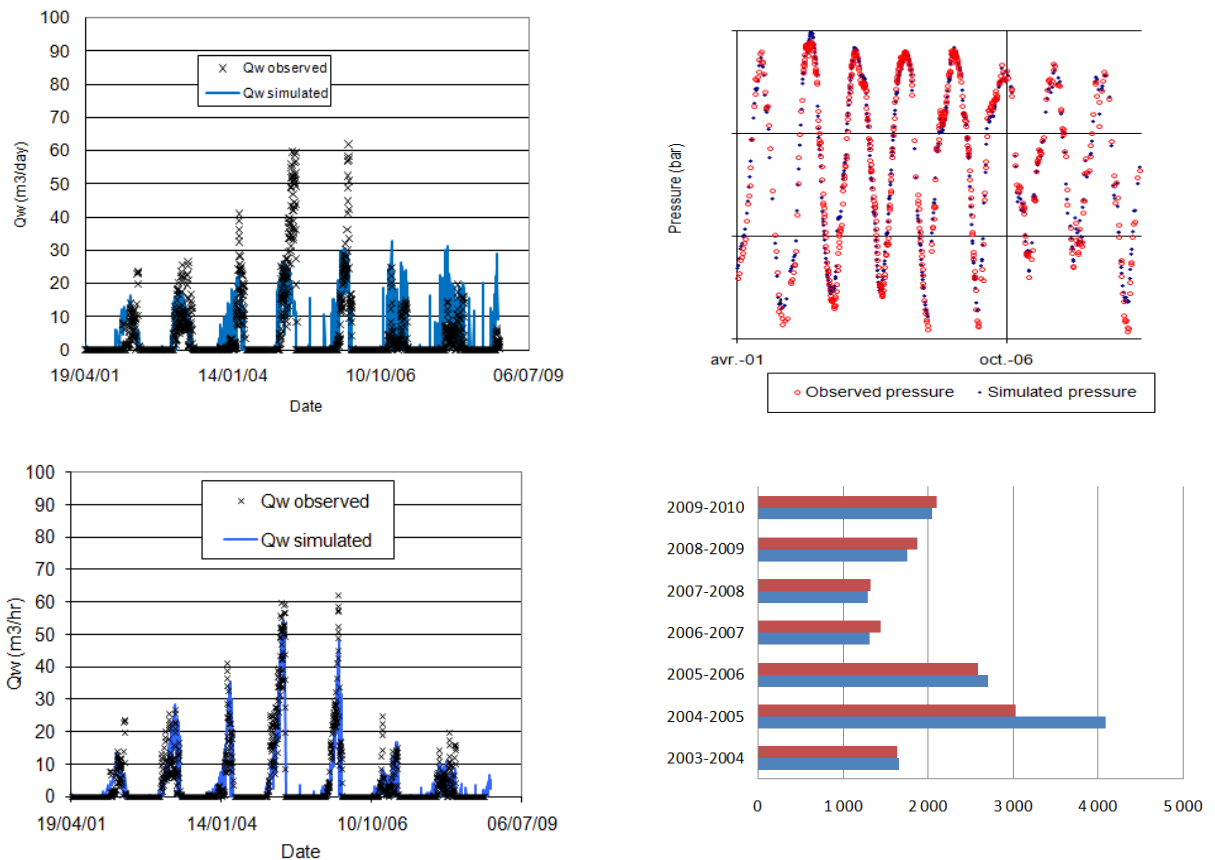 100
90
80
70
60
50
40
30
20
10
0
Qw (m3/day)
Qw observed
Qw simulated
19/04/01 14/01/04 10/10/06 06/07/09
Date
Pressure (bar)
avr.-01 oct.-06
Observed pressure Simulated pressure
100
90
80
70
60
50
40
30
20
10
0
Qw (m3/hr)
Qw observed
Qw simulated
19/04/01 14/01/04 10/10/06 06/07/09
Date
2009-2010
2008-2009
2007-2008
2006-2007
2005-2006
2004-2005
2003-2004
0 1 000 2 000 3 000 4 000 5 000